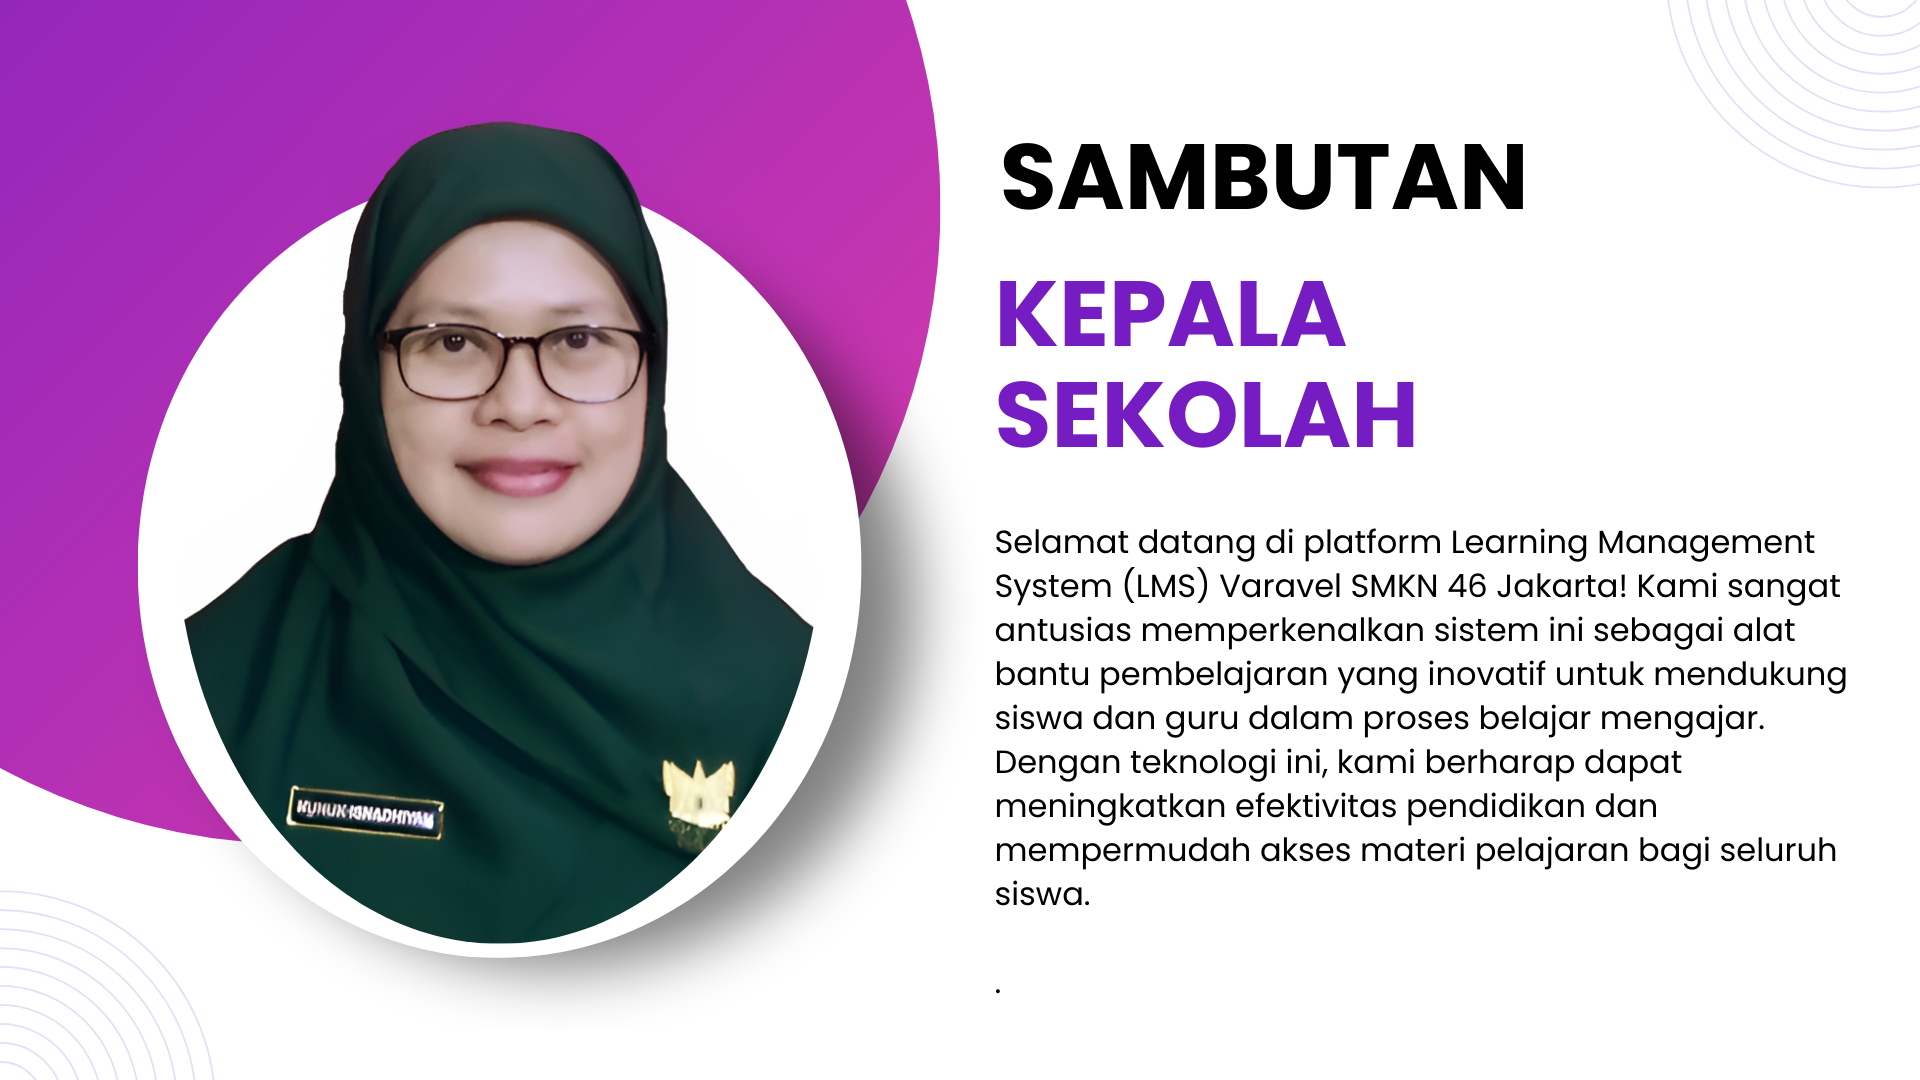 SAMBUTAN
KEPALA
SEKOLAH
Selamat datang di platform Learning Management
System (LMS) Varavel SMKN 46 Jakarta! Kami sangat
antusias memperkenalkan sistem ini sebagai alat
bantu pembelajaran yang inovatif untuk mendukung
siswa dan guru dalam proses belajar mengajar.
Dengan teknologi ini, kami berharap dapat
meningkatkan efektivitas pendidikan dan
mempermudah akses materi pelajaran bagi seluruh
siswa.
.